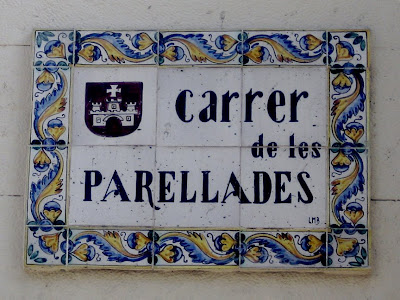 carrer
de les
PARELLADES
LMB